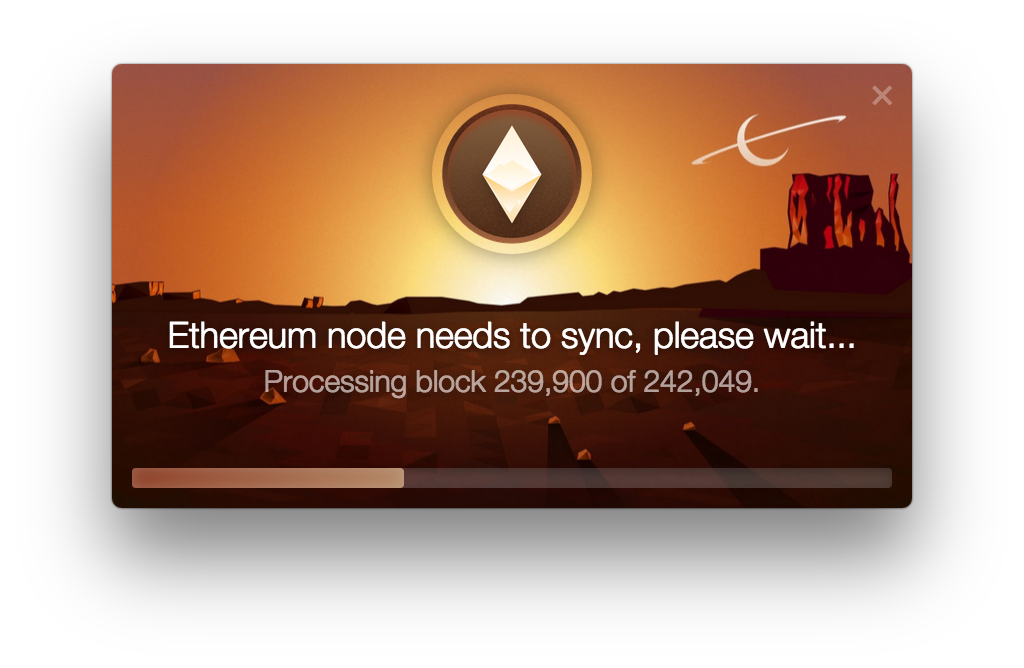 Ethereum node needs to sync, please wait...
Processing block 239,900 of 242,049.